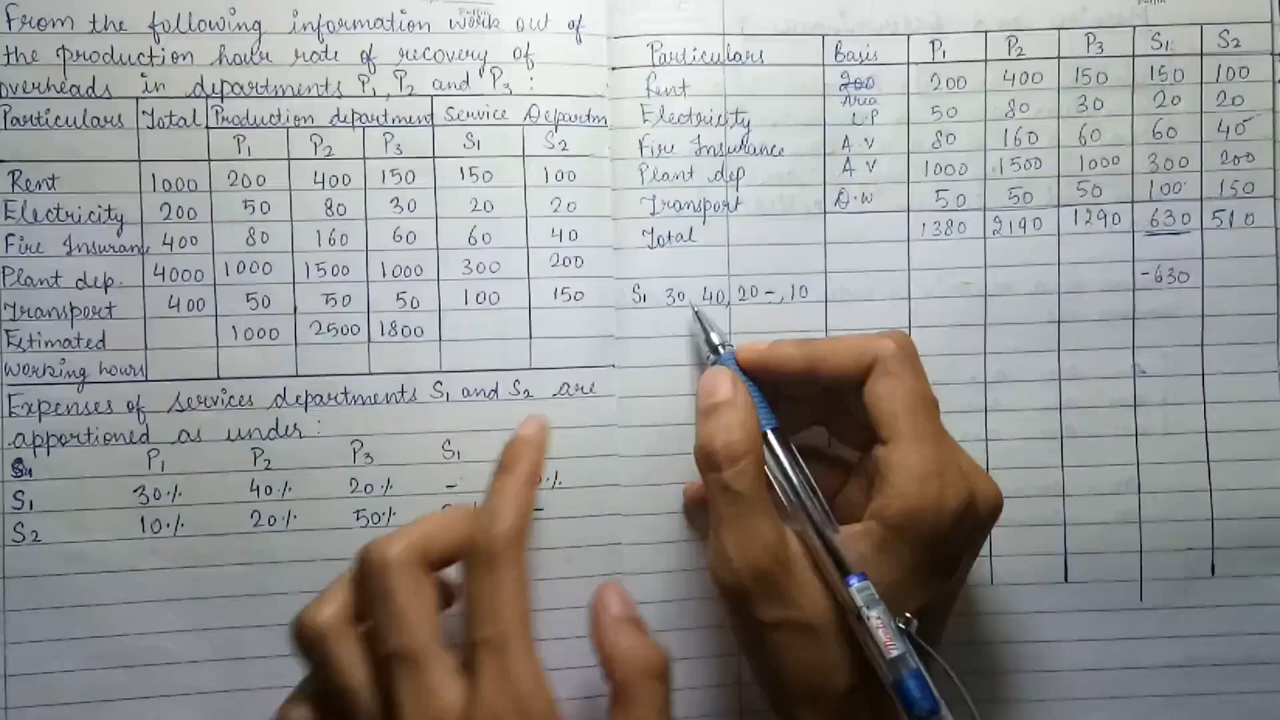 From the following information work out of
the production hour rate of recovery of
overheads in departments P1, P2 and P3 :
Particulars Total Production department Service Departm
P1 P2 P3 S1 S2
Rent 1000 200 400 150 150 100
Electricity 200 50 80 30 20 20
Fire Insuranc 400 80 160 60 60 40
Plant dep. 4000 1000 1500 1000 300 200
Transport 400 50 50 50 100 150
Estimated 1000 2500 1800
working hours
Expenses of services departments S1 and S2 are
apportioned as under :
P1 P2 P3 S1
S1 30% 40% 20% - %
S2 10% 20% 50% -
Particulars Basis P1 P2 P3 S1 S2
Rent Area 200 400 150 150 100
Electricity L.P 50 80 30 20 20
Fire Insurance A.V 80 160 60 60 40
Plant dep A.V 1000 1500 1000 300 200
Transport D.W 50 50 50 100 150
Total 1380 2190 1290 630 510
-630
S1 30, 40, 20 -, 10